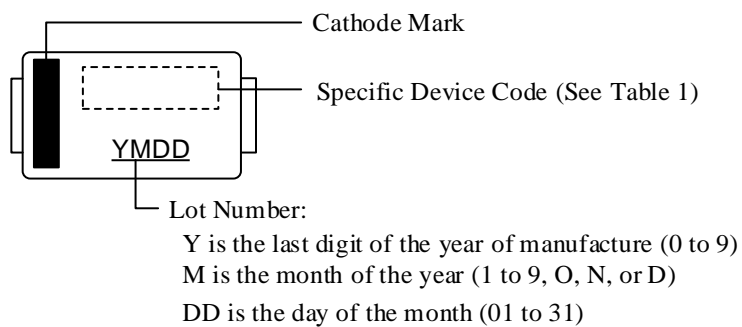 Cathode Mark
Specific Device Code (See Table 1)
YMDD
Lot Number:
Y is the last digit of the year of manufacture (0 to 9)
M is the month of the year (1 to 9, O, N, or D)
DD is the day of the month (01 to 31)